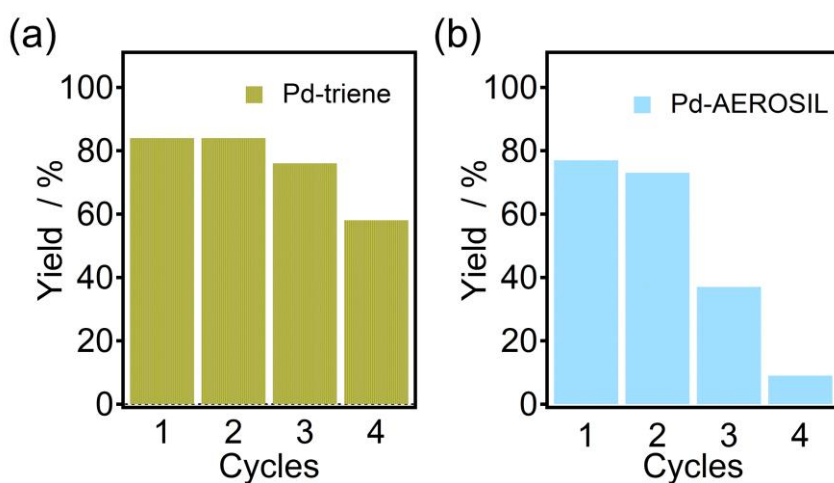 (a)
Yield / %
100
80
60
40
20
0
Pd-triene
1 2 3 4
Cycles
(b)
Yield / %
100
80
60
40
20
0
Pd-AEROSIL
1 2 3 4
Cycles